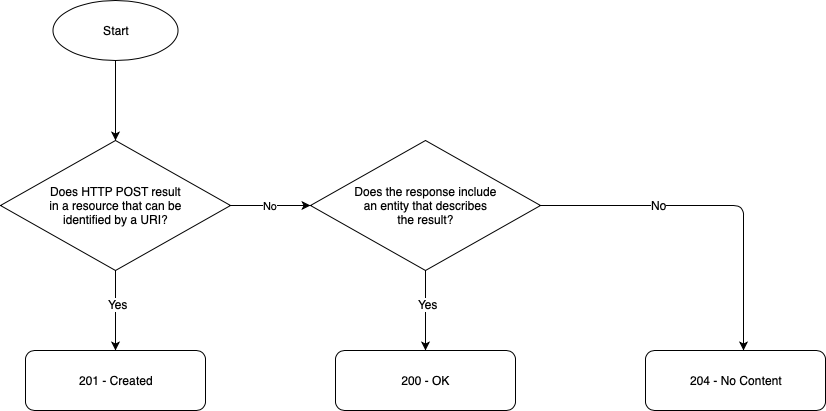 Start
Does HTTP POST result
in a resource that can be
identified by a URI?
No
Does the response include
an entity that describes
the result?
No
Yes
Yes
201 - Created
200 - OK
204 - No Content